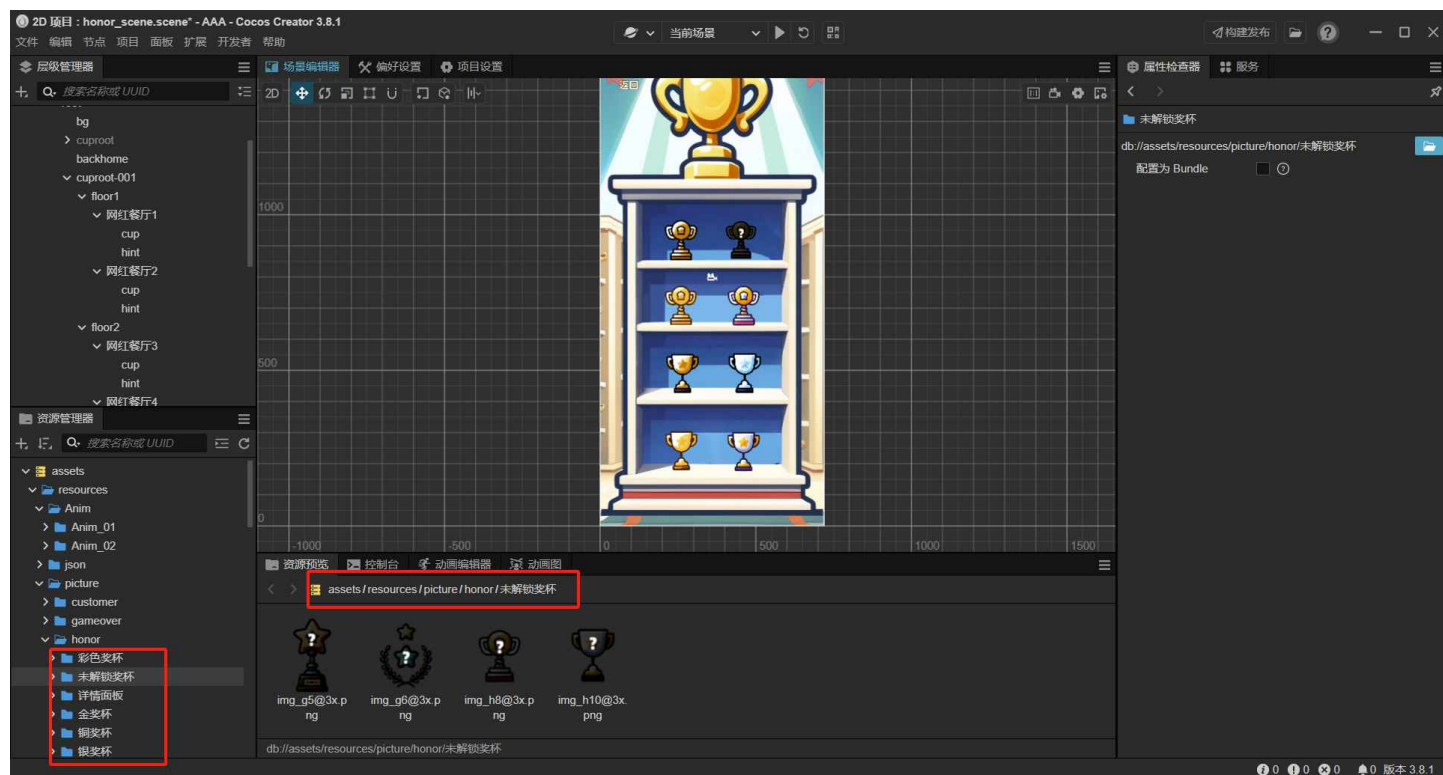 2D 项目 : honor_scene.scene* - AAA - Cocos Creator 3.8.1
文件 编辑 节点 项目 面板 扩展 开发者 帮助
当前场景
构建发布
层级管理器
搜索名称或 UUID
bg
cuproot
backhome
cuproot-001
floor1
网红餐厅1
cup
hint
网红餐厅2
cup
hint
floor2
网红餐厅3
cup
hint
网红餐厅4
资源管理器
搜索名称或 UUID
assets
resources
Anim
Anim_01
Anim_02
json
picture
customer
gameover
honor
彩色奖杯
未解锁奖杯
详情面板
金奖杯
铜奖杯
银奖杯
场景编辑器 偏好设置 项目设置
2D
返回
1000
500
0
-1000 -500 0 500 1000 1500
资源预览 控制台 动画编辑器 动画图
assets / resources / picture / honor / 未解锁奖杯
img_g5@3x.p
ng
img_g6@3x.p
ng
img_h8@3x.p
ng
img_h10@3x.
png
db://assets/resources/picture/honor/未解锁奖杯
属性检查器 服务
未解锁奖杯
db://assets/resources/picture/honor/未解锁奖杯
配置为 Bundle
0 0 0 0 版本 3.8.1